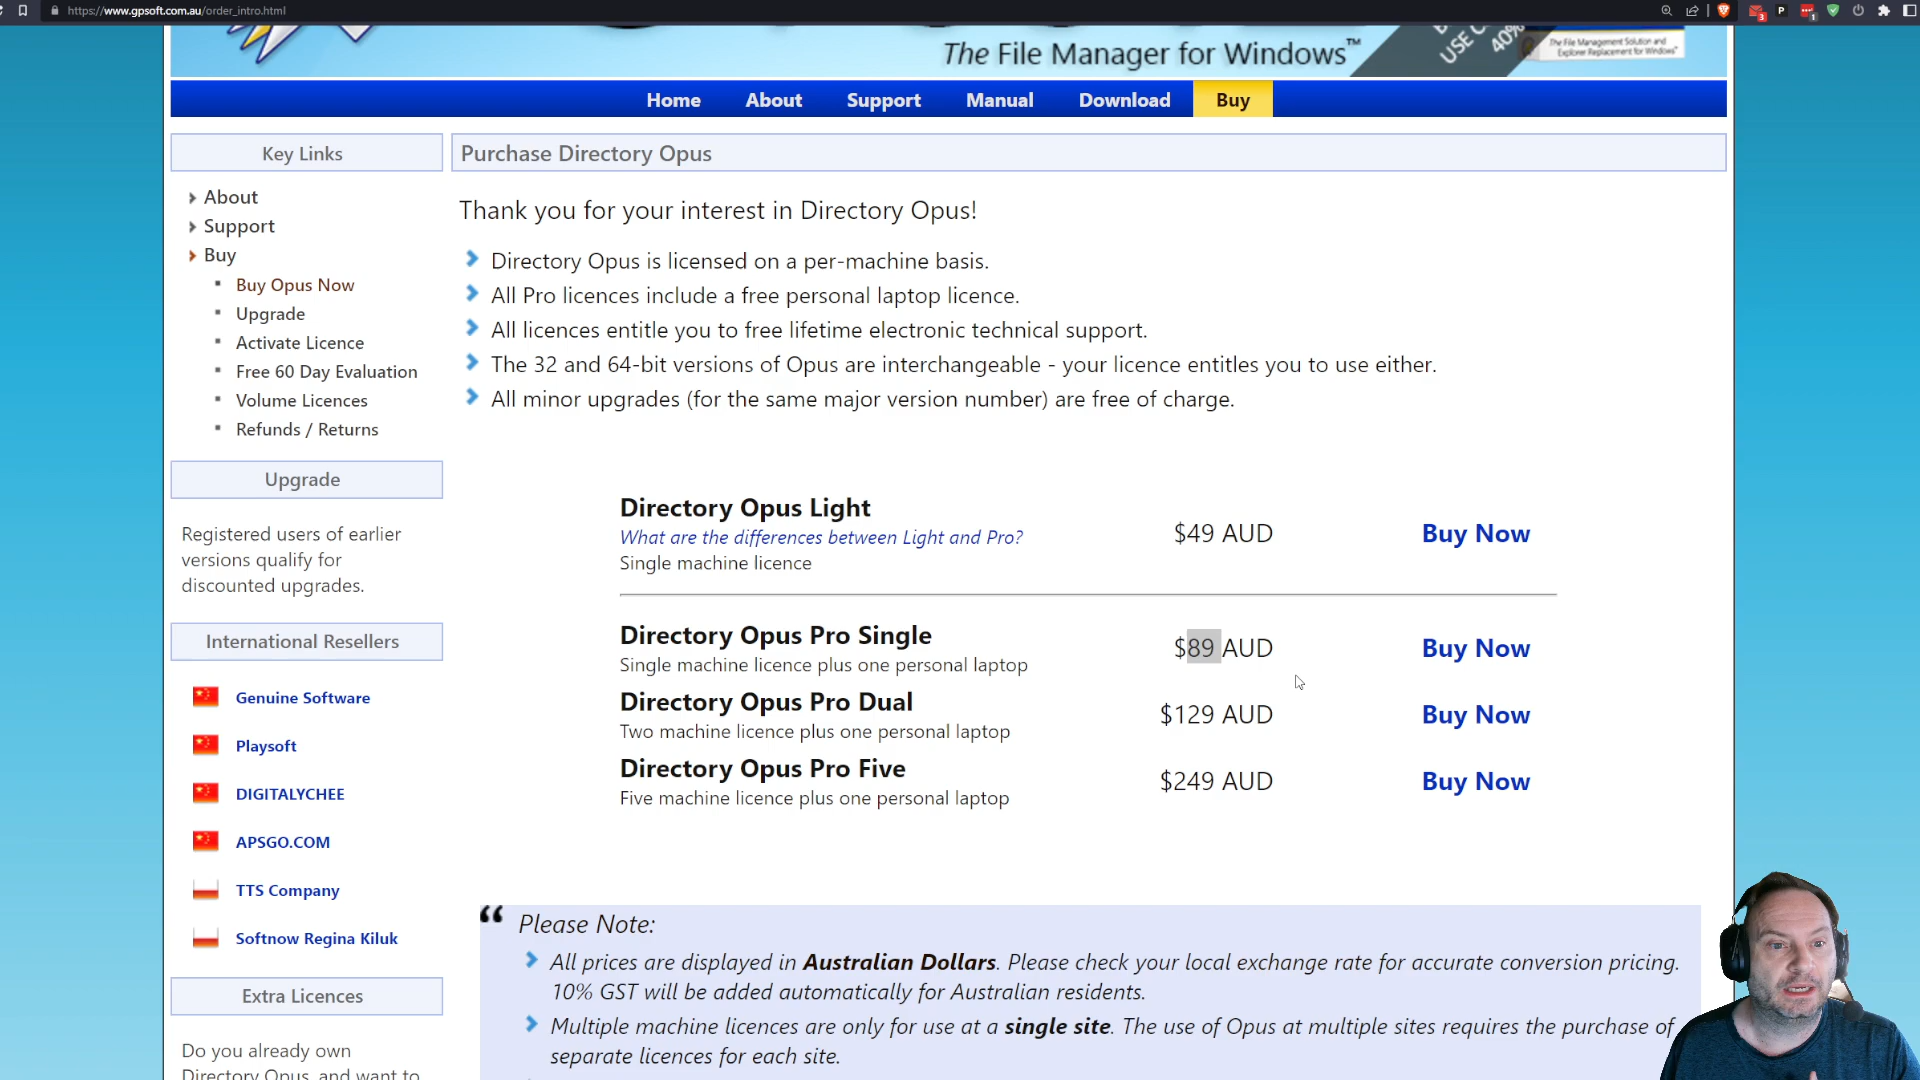 https://www.gpsoft.com.au/order_intro.html
The File Manager for Windows™
USE
40%
The File Management Solution and
Explorer Replacement for Windows
Home About Support Manual Download Buy
Key Links
About
Support
Buy
Buy Opus Now
Upgrade
Activate Licence
Free 60 Day Evaluation
Volume Licences
Refunds / Returns
Upgrade
Registered users of earlier
versions qualify for
discounted upgrades.
International Resellers
Genuine Software
Playsoft
DIGITALYCHEE
APSGO.COM
TTS Company
Softnow Regina Kiluk
Extra Licences
Do you already own
Directory Opus, and want to
Purchase Directory Opus
Thank you for your interest in Directory Opus!
Directory Opus is licensed on a per-machine basis.
All Pro licences include a free personal laptop licence.
All licences entitle you to free lifetime electronic technical support.
The 32 and 64-bit versions of Opus are interchangeable - your licence entitles you to use either.
All minor upgrades (for the same major version number) are free of charge.
Directory Opus Light
What are the differences between Light and Pro?
Single machine licence
$49 AUD
Buy Now
Directory Opus Pro Single
Single machine licence plus one personal laptop
$89 AUD
Buy Now
Directory Opus Pro Dual
Two machine licence plus one personal laptop
$129 AUD
Buy Now
Directory Opus Pro Five
Five machine licence plus one personal laptop
$249 AUD
Buy Now
“ Please Note:
All prices are displayed in Australian Dollars. Please check your local exchange rate for accurate conversion pricing.
10% GST will be added automatically for Australian residents.
Multiple machine licences are only for use at a single site. The use of Opus at multiple sites requires the purchase of
separate licences for each site.